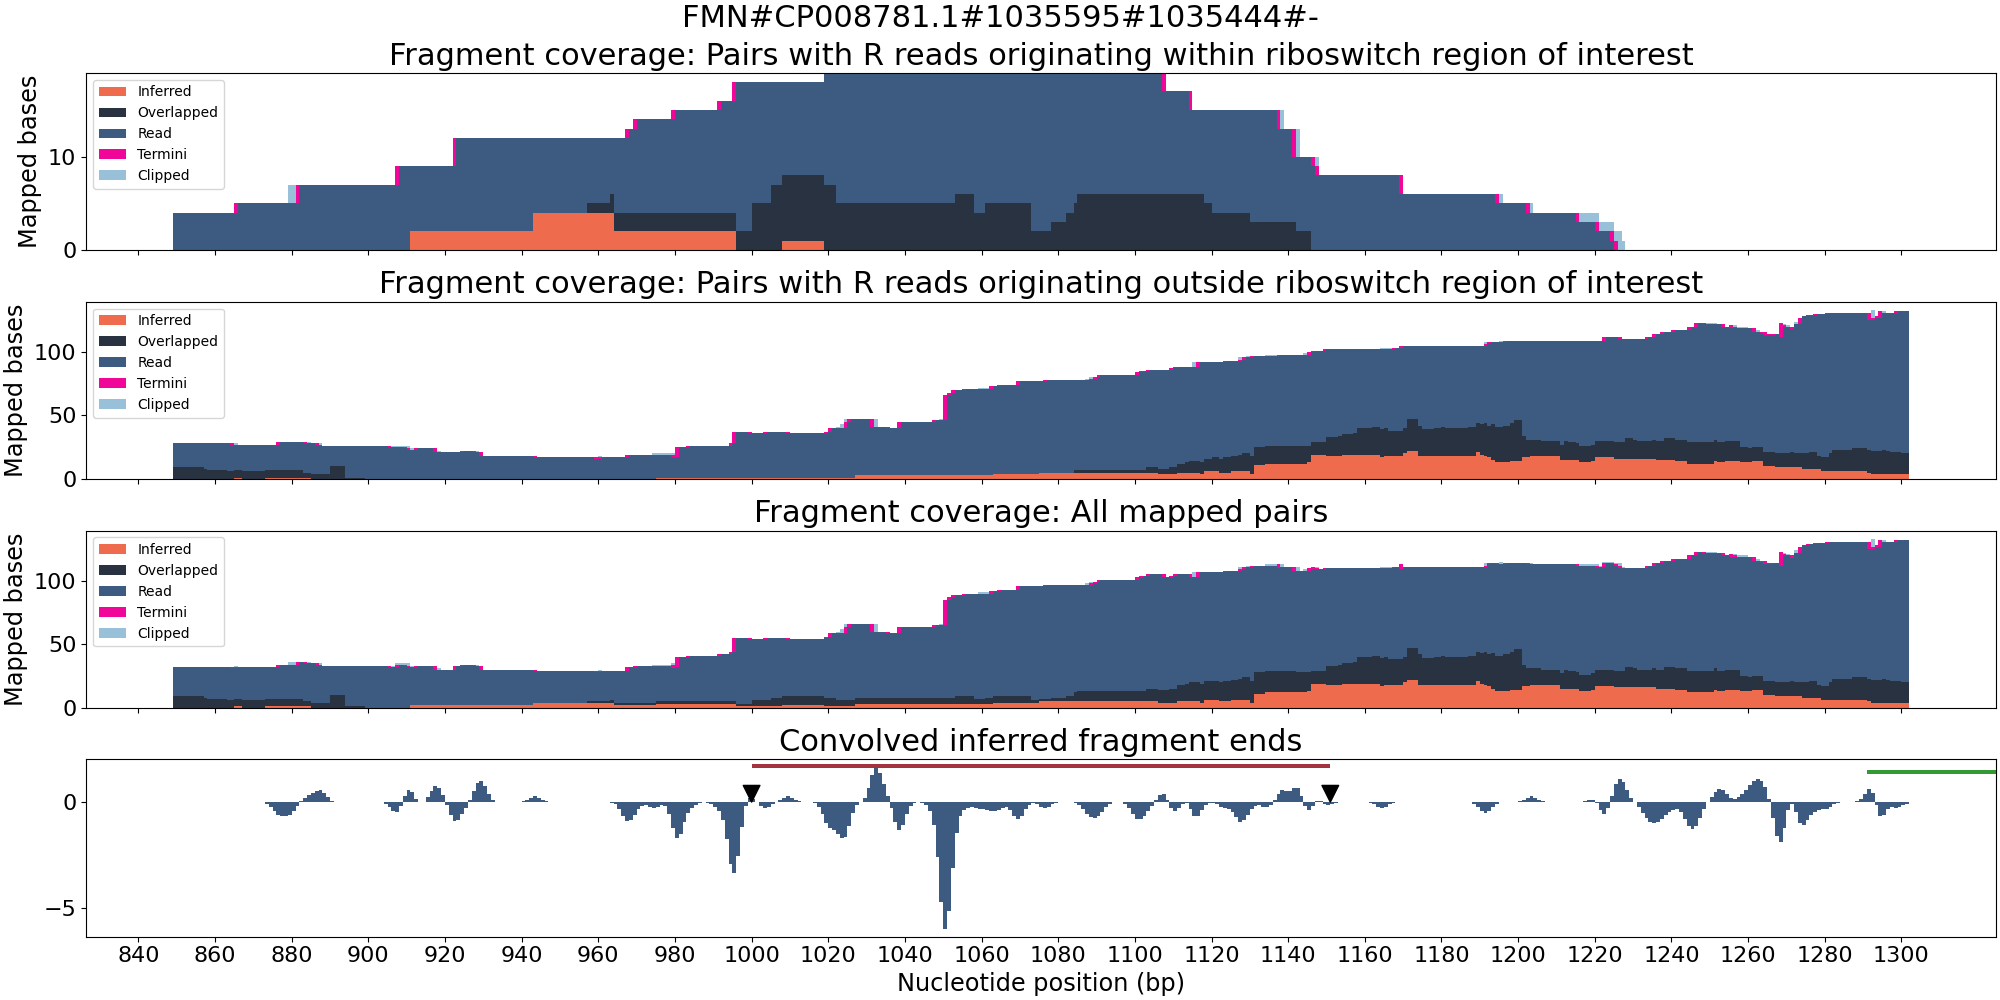 FMN#CP008781.1#1035595#1035444#-
Fragment coverage: Pairs with R reads originating within riboswitch region of interest
Mapped bases
10
0
Inferred
Overlapped
Read
Termini
Clipped
Fragment coverage: Pairs with R reads originating outside riboswitch region of interest
Mapped bases
100
50
0
Inferred
Overlapped
Read
Termini
Clipped
Fragment coverage: All mapped pairs
Mapped bases
100
50
0
Inferred
Overlapped
Read
Termini
Clipped
Convolved inferred fragment ends
0
−5
840 860 880 900 920 940 960 980 1000 1020 1040 1060 1080 1100 1120 1140 1160 1180 1200 1220 1240 1260 1280 1300
Nucleotide position (bp)